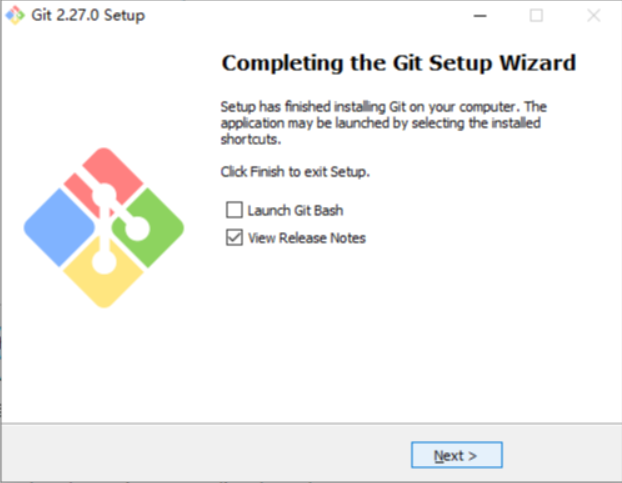 Git 2.27.0 Setup
Completing the Git Setup Wizard
Setup has finished installing Git on your computer. The
application may be launched by selecting the installed
shortcuts.
Click Finish to exit Setup.
Launch Git Bash
View Release Notes
Next >